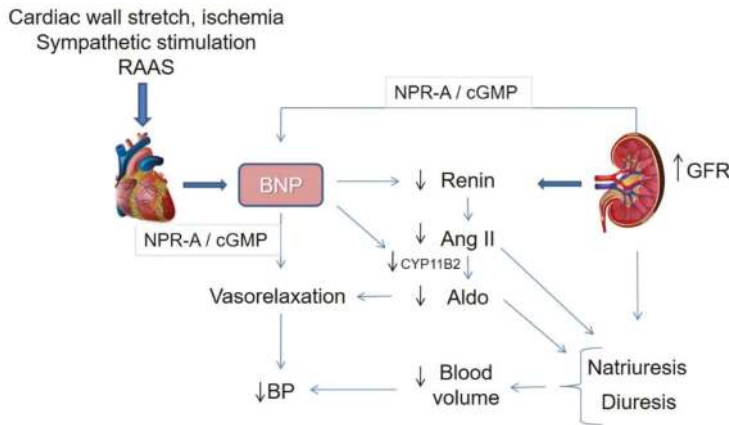 Cardiac wall stretch, ischemia
Sympathetic stimulation
RAAS
NPR-A / cGMP
BNP
↓ Renin
↑ GFR
NPR-A / cGMP
↓ Ang II
↓ CYP11B2
Vasorelaxation
↓ Aldo
↓BP
↓ Blood
volume
Natriuresis
Diuresis